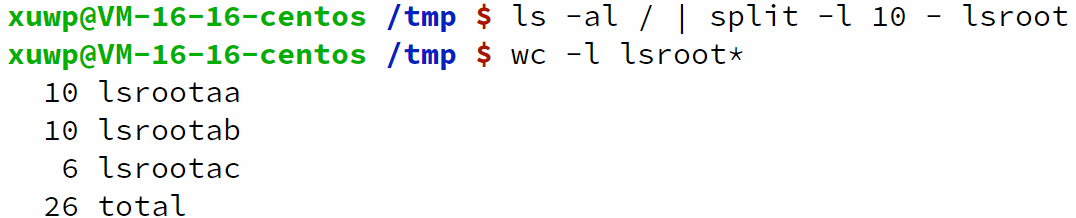 xuwp@VM-16-16-centos /tmp $ ls -al / | split -l 10 - lsroot
xuwp@VM-16-16-centos /tmp $ wc -l lsroot*
10 lsrootaa
10 lsrootab
6 lsrootac
26 total